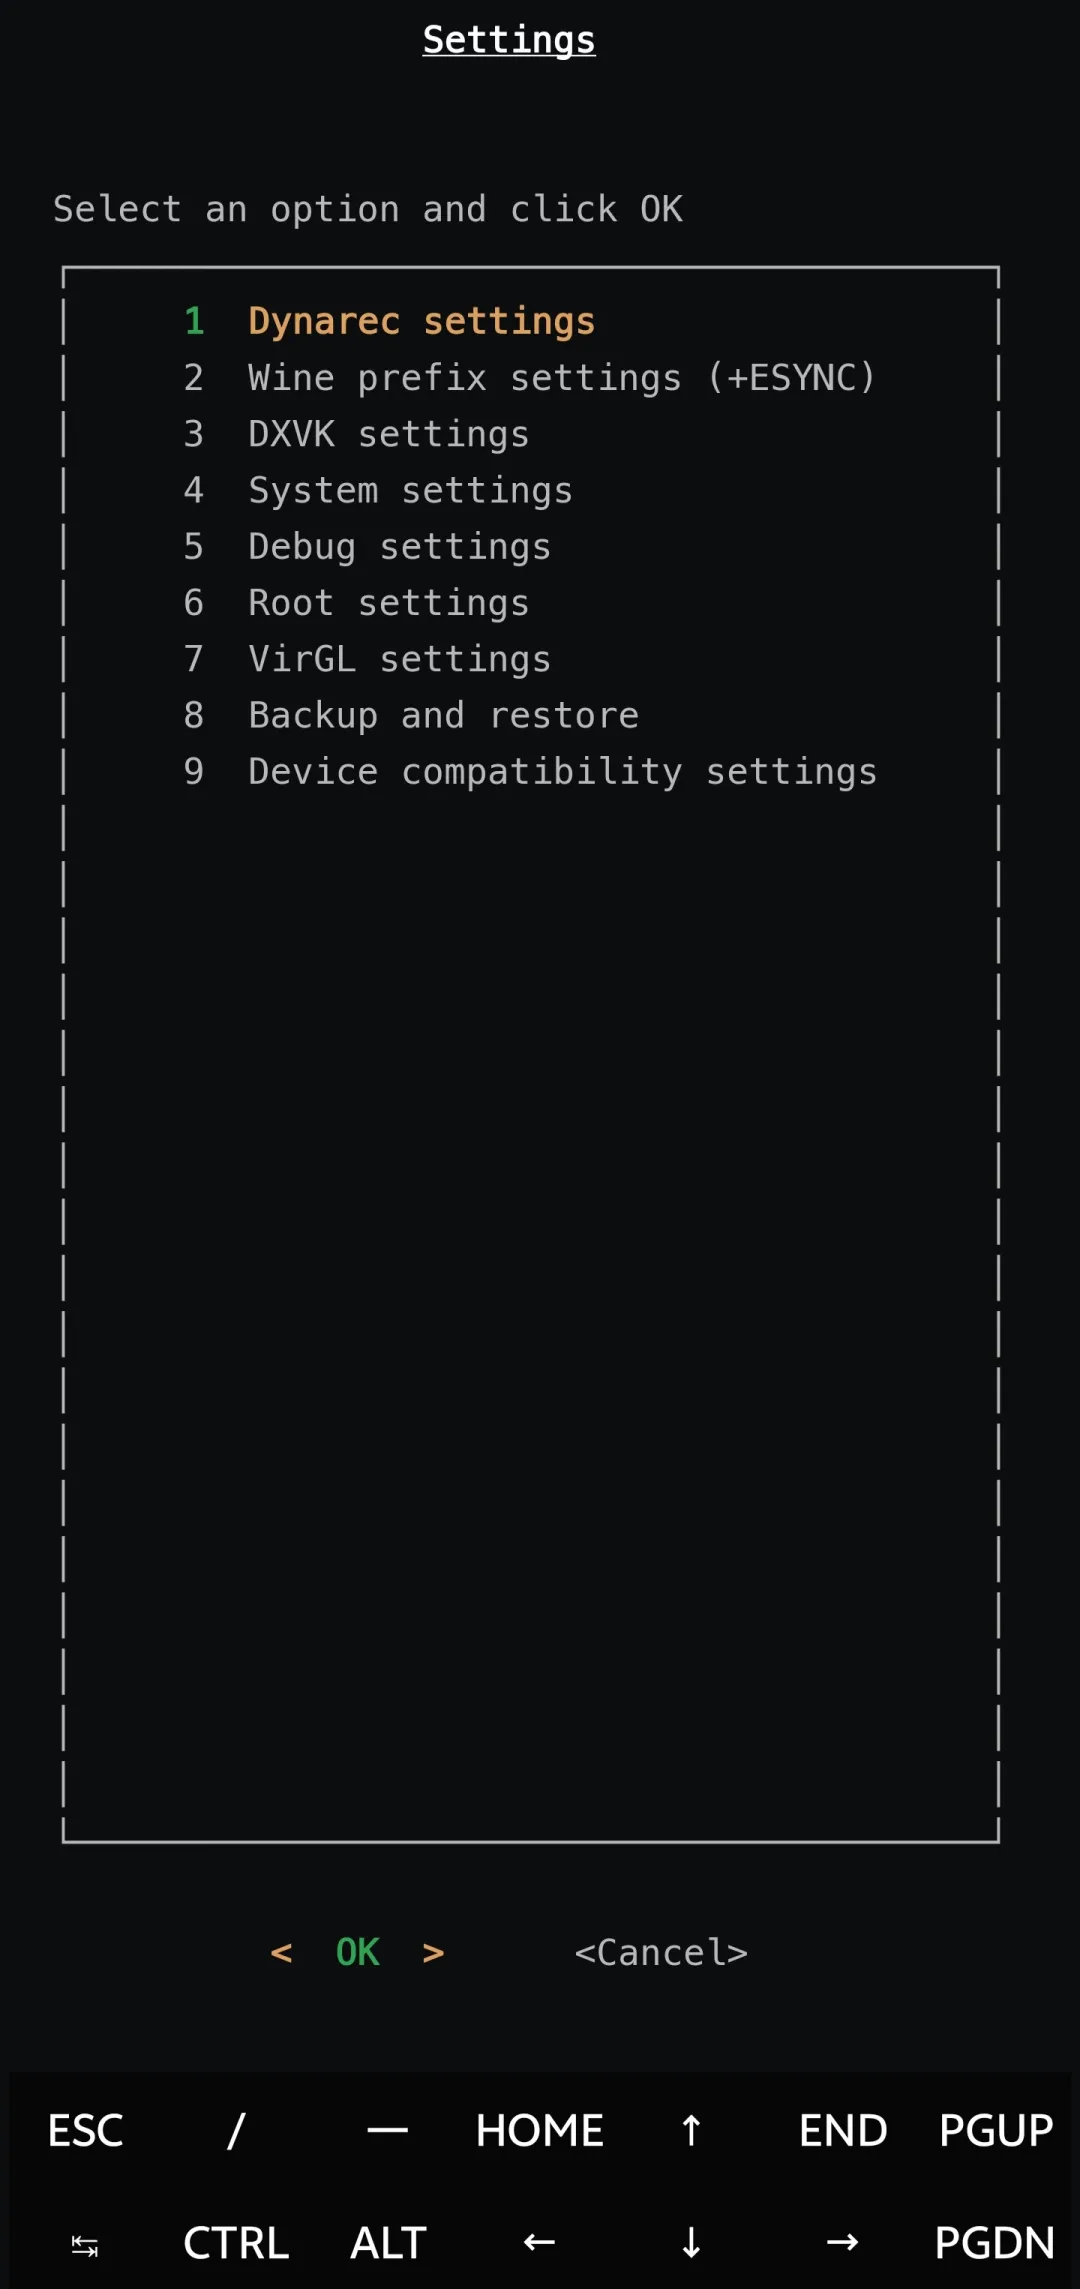 Settings
Select an option and click OK
1 Dynarec settings
2 Wine prefix settings (+ESYNC)
3 DXVK settings
4 System settings
5 Debug settings
6 Root settings
7 VirGL settings
8 Backup and restore
9 Device compatibility settings
< OK > <Cancel>
ESC / — HOME ↑ END PGUP
↹ CTRL ALT ← ↓ → PGDN